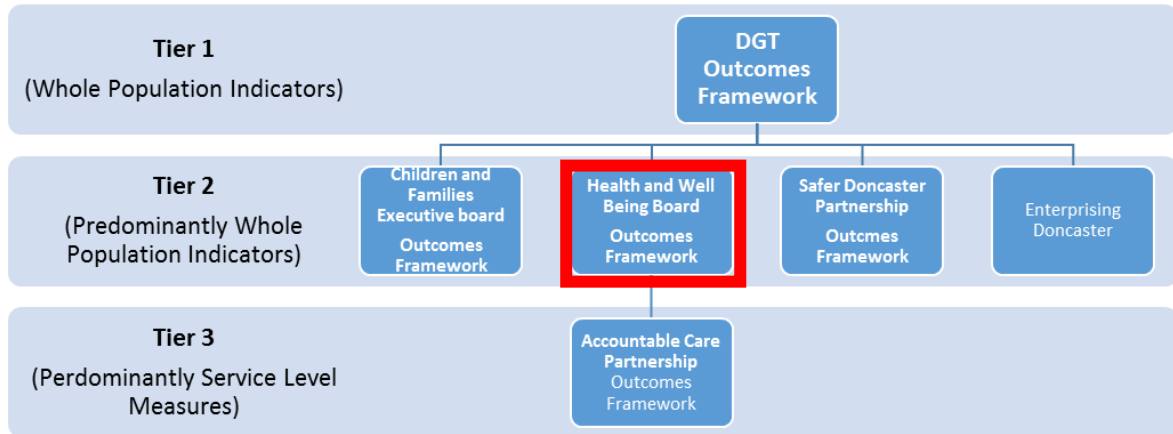 Tier 1
(Whole Population Indicators)
DGT
Outcomes
Framework
Tier 2
(Predominantly Whole
Population Indicators)
Children and
Families
Executive board
Outcomes
Framework
Health and Well
Being Board
Outcomes
Framework
Safer Doncaster
Partnership
Outcmes
Framework
Enterprising
Doncaster
Tier 3
(Perdominantly Service Level
Measures)
Accountable Care
Partnership
Outcomes
Framework